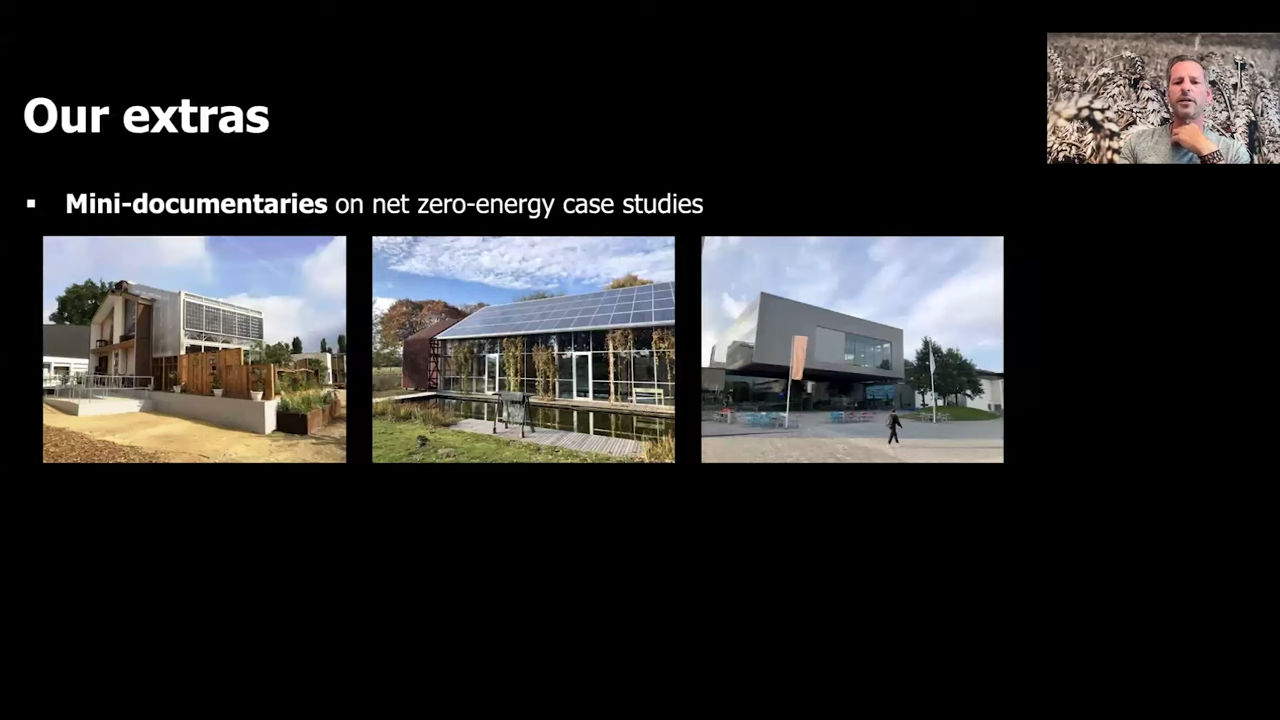 Our extras
▪ Mini-documentaries on net zero-energy case studies